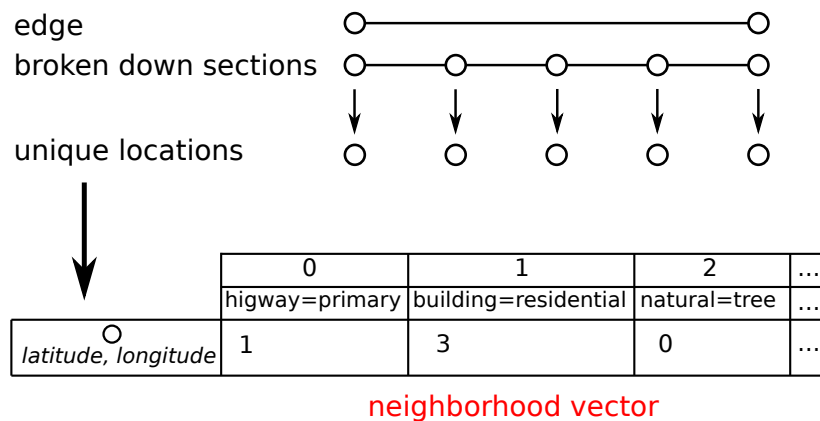 edge
broken down sections
unique locations
0 1 2 ...
higway=primary building=residential natural=tree ...
latitude, longitude 1 3 0 ...
neighborhood vector